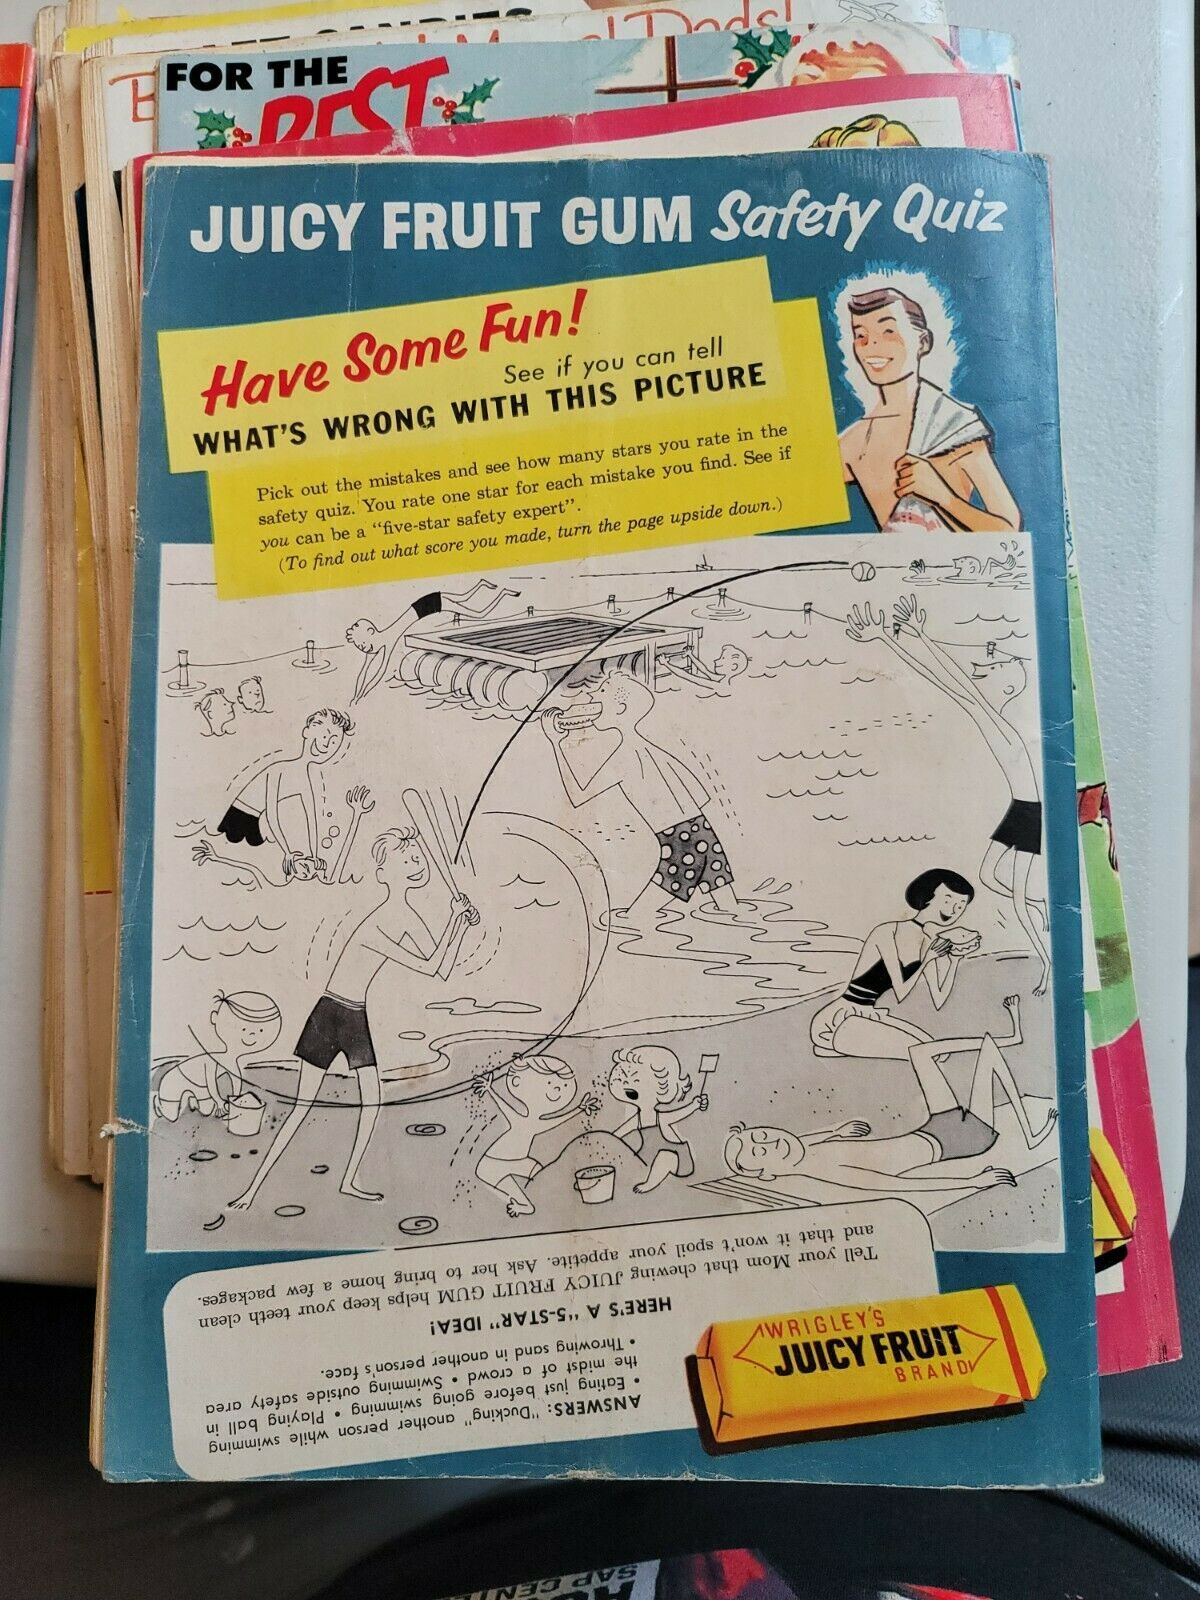 FOR THE
BEST
JUICY FRUIT GUM Safety Quiz
Have Some Fun!
See if you can tell
WHAT'S WRONG WITH THIS PICTURE
Pick out the mistakes and see how many stars you rate in the
safety quiz. You rate one star for each mistake you find. See if
you can be a "five-star safety expert".
(To find out what score you made, turn the page upside down.)
ANSWERS: "Ducking" another person while swimming
• Eating just before going swimming • Playing ball in
the midst of a crowd • Swimming outside safety area
• Throwing sand in another person's face.
HERE'S A "5-STAR" IDEA!
Tell your Mom that chewing JUICY FRUIT GUM helps keep your teeth clean
and that it won't spoil your appetite. Ask her to bring home a few packages.
WRIGLEY'S
JUICY FRUIT
BRAND
SAP CENTE